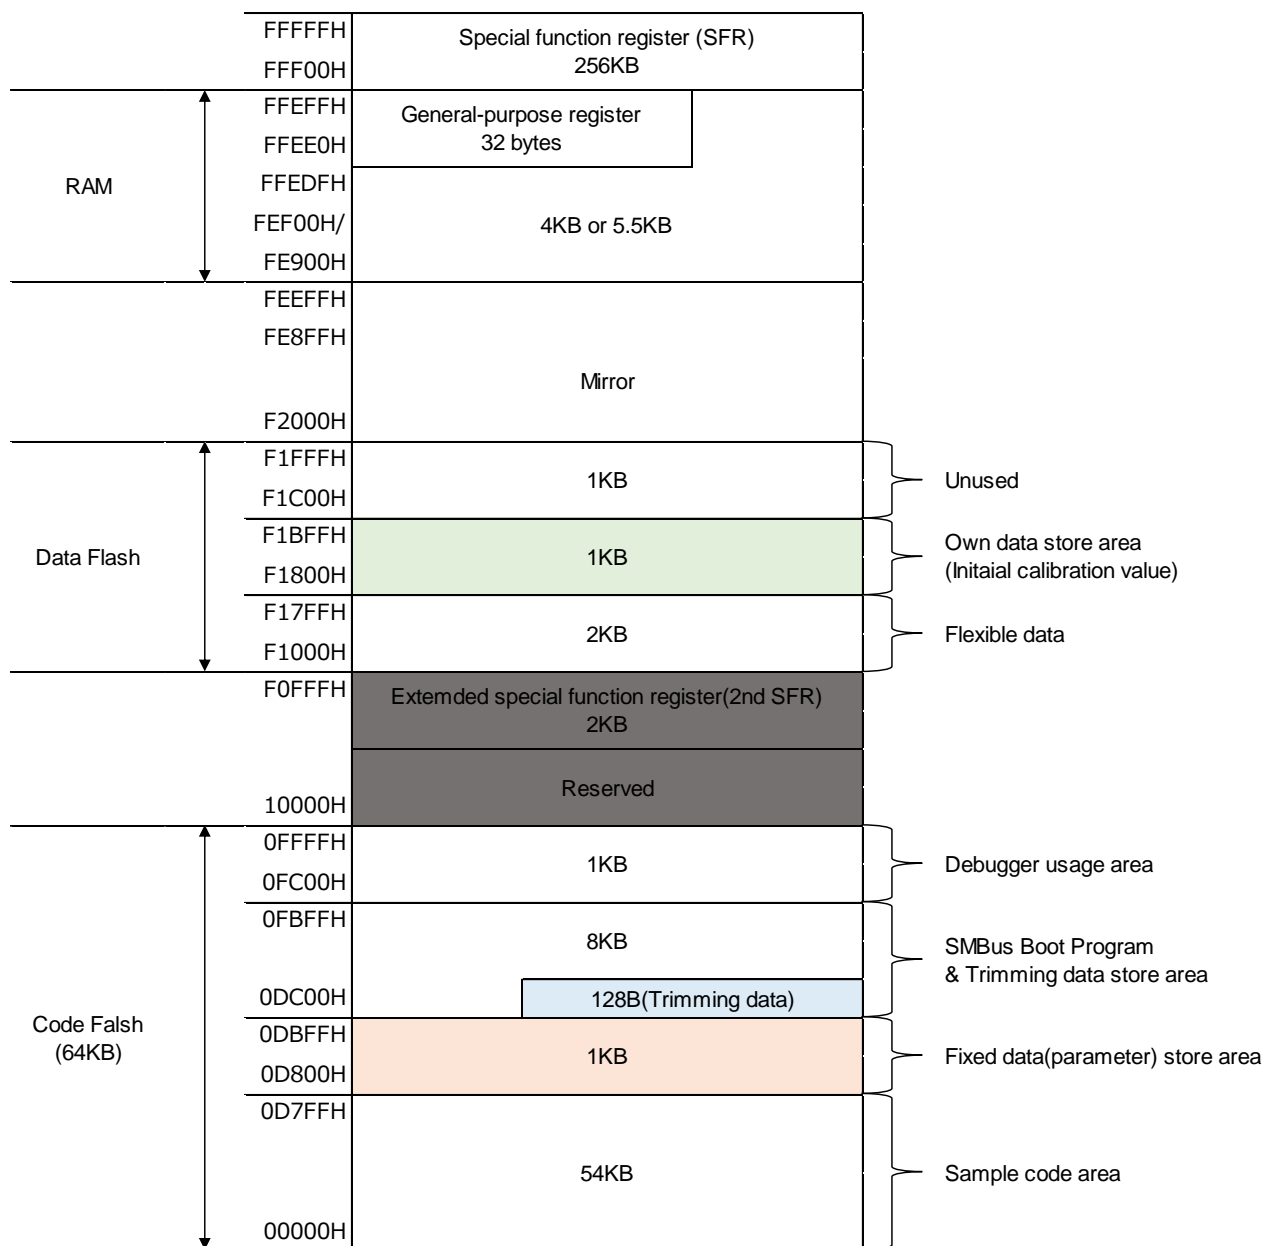 FFFFFH
Special function register (SFR)
256KB
FFF00H
FFEFFH
General-purpose register
32 bytes
FFEE0H
RAM
FFEDFH
FEF00H/
4KB or 5.5KB
FE900H
FEEFFH
FE8FFH
Mirror
F2000H
Data Flash
F1FFFH
1KB
Unused
F1C00H
F1BFFH
1KB
Own data store area
(Initaial calibration value)
F1800H
F17FFH
2KB
Flexible data
F1000H
F0FFFH
Extemded special function register(2nd SFR)
2KB
Reserved
10000H
Code Falsh
(64KB)
0FFFFH
1KB
Debugger usage area
0FC00H
0FBFFH
8KB
SMBus Boot Program
& Trimming data store area
0DC00H
128B(Trimming data)
0DBFFH
1KB
Fixed data(parameter) store area
0D800H
0D7FFH
54KB
Sample code area
00000H